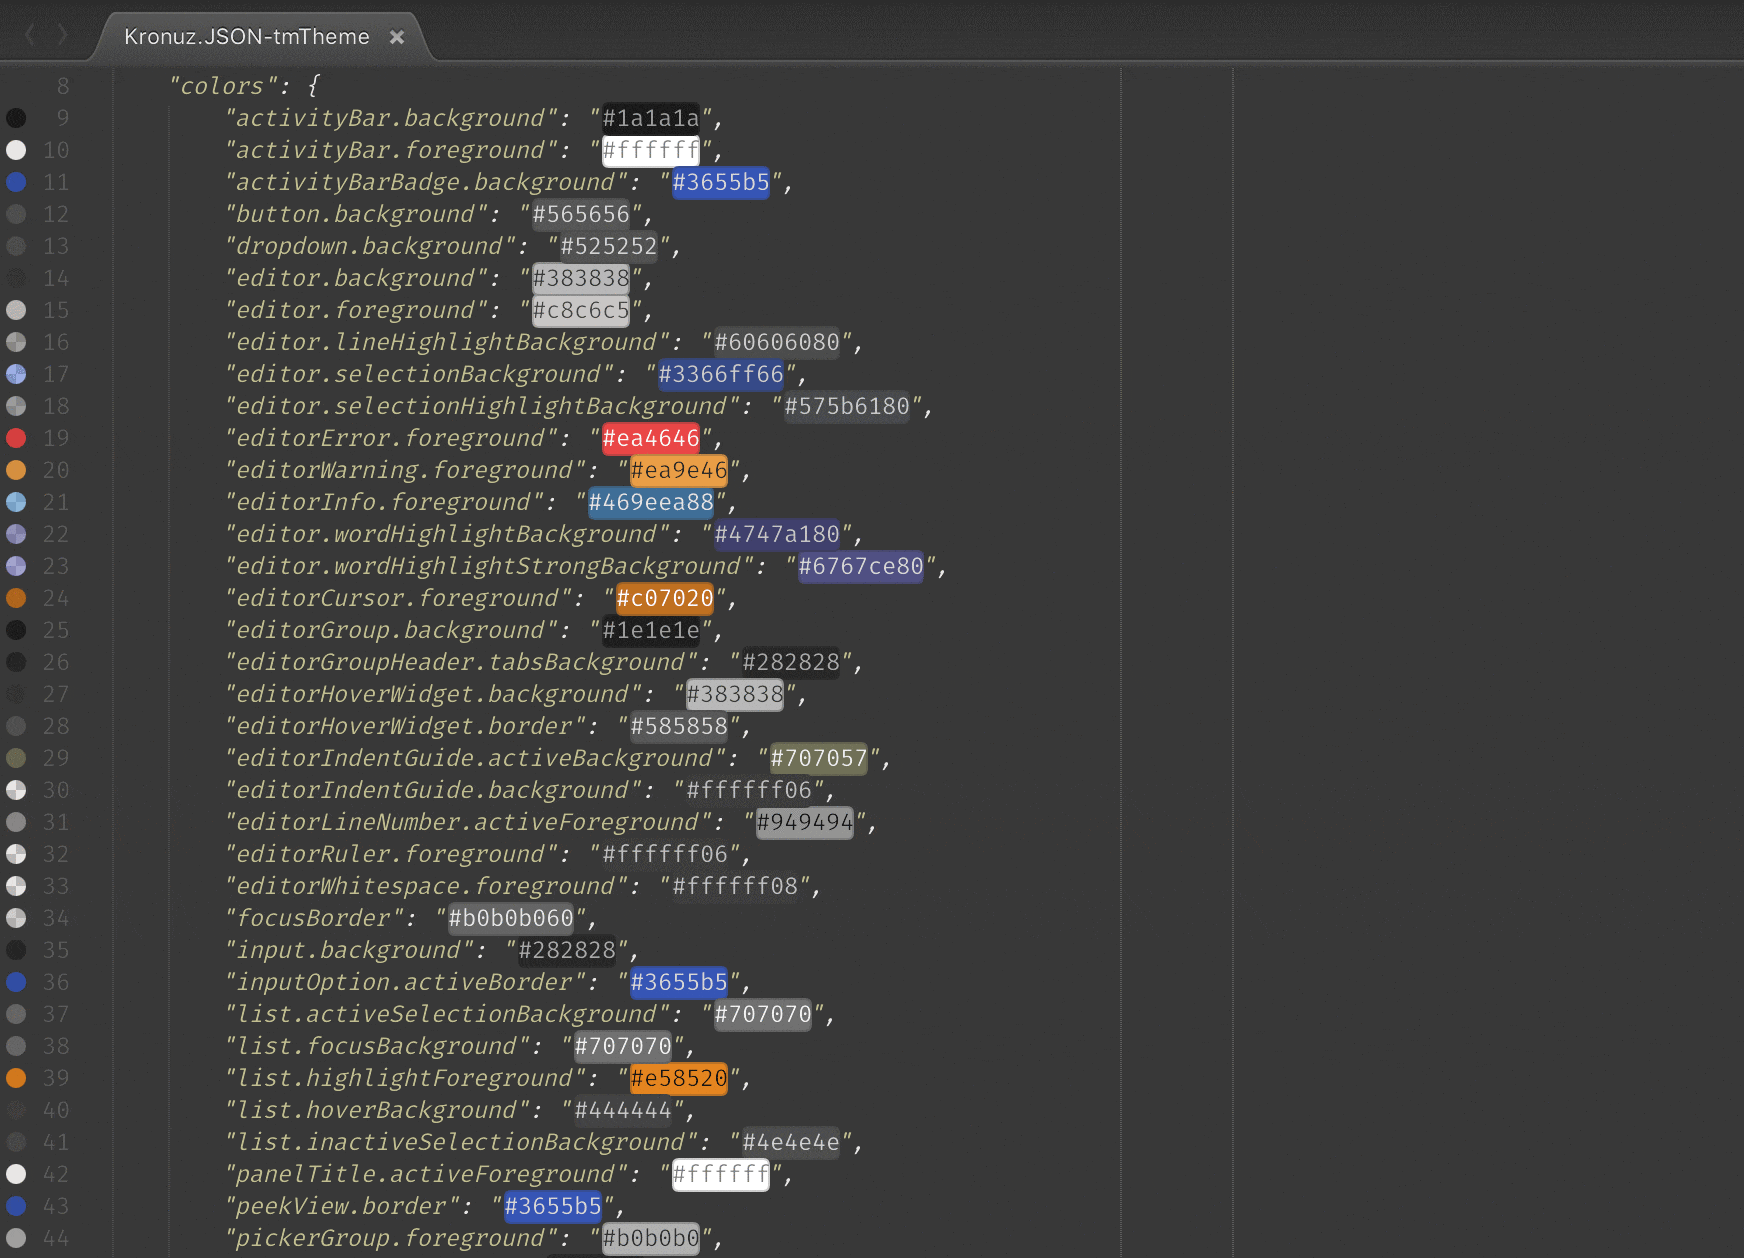 Kronuz.JSON-tmTheme ×
8 "colors": {
9 "activityBar.background": "#1a1a1a",
10 "activityBar.foreground": "#ffffff",
11 "activityBarBadge.background": "#3655b5",
12 "button.background": "#565656",
13 "dropdown.background": "#525252",
14 "editor.background": "#383838",
15 "editor.foreground": "#c8c6c5",
16 "editor.lineHighlightBackground": "#60606080",
17 "editor.selectionBackground": "#3366ff66",
18 "editor.selectionHighlightBackground": "#575b6180",
19 "editorError.foreground": "#ea4646",
20 "editorWarning.foreground": "#ea9e46",
21 "editorInfo.foreground": "#469eea88",
22 "editor.wordHighlightBackground": "#4747a180",
23 "editor.wordHighlightStrongBackground": "#6767ce80",
24 "editorCursor.foreground": "#c07020",
25 "editorGroup.background": "#1e1e1e",
26 "editorGroupHeader.tabsBackground": "#282828",
27 "editorHoverWidget.background": "#383838",
28 "editorHoverWidget.border": "#585858",
29 "editorIndentGuide.activeBackground": "#707057",
30 "editorIndentGuide.background": "#ffffff06",
31 "editorLineNumber.activeForeground": "#949494",
32 "editorRuler.foreground": "#ffffff06",
33 "editorWhitespace.foreground": "#ffffff08",
34 "focusBorder": "#b0b0b060",
35 "input.background": "#282828",
36 "inputOption.activeBorder": "#3655b5",
37 "list.activeSelectionBackground": "#707070",
38 "list.focusBackground": "#707070",
39 "list.highlightForeground": "#e58520",
40 "list.hoverBackground": "#444444",
41 "list.inactiveSelectionBackground": "#4e4e4e",
42 "panelTitle.activeForeground": "#ffffff",
43 "peekView.border": "#3655b5",
44 "pickerGroup.foreground": "#b0b0b0",